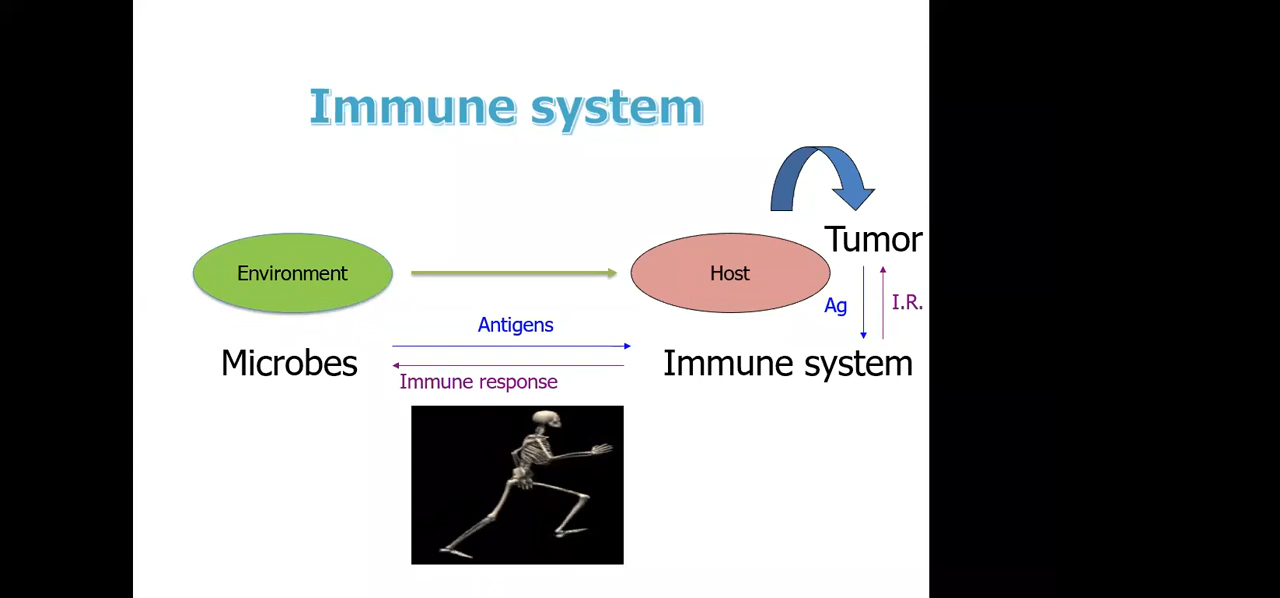 Immune system
Tumor
Environment
Host
Ag
I.R.
Antigens
Microbes
Immune system
Immune response